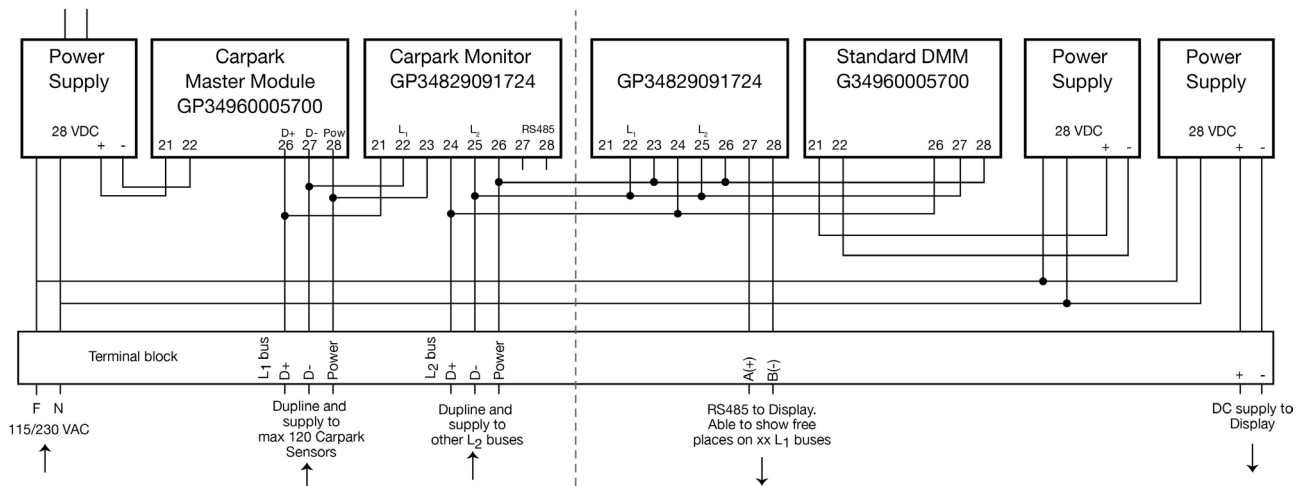 Power
Supply
28 VDC
+ -
Carpark
Master Module
GP34960005700
D+ D- Pow
21 22 26 27 28
Carpark Monitor
GP34829091724
L1 L2 RS485
21 22 23 24 25 26 27 28
GP34829091724
L1 L2
21 22 23 24 25 26 27 28
Standard DMM
G34960005700
21 22 26 27 28
Power
Supply
28 VDC
+ -
Power
Supply
28 VDC
+ -
Terminal block
L1 bus
D+
D-
Power
L2 bus
D+
D-
Power
A(+)
B(-)
+ -
F N
115/230 VAC
Dupline and
supply to
max 120 Carpark
Sensors
Dupline and
supply to
other L2 buses
RS485 to Display.
Able to show free
places on xx L1 buses
DC supply to
Display